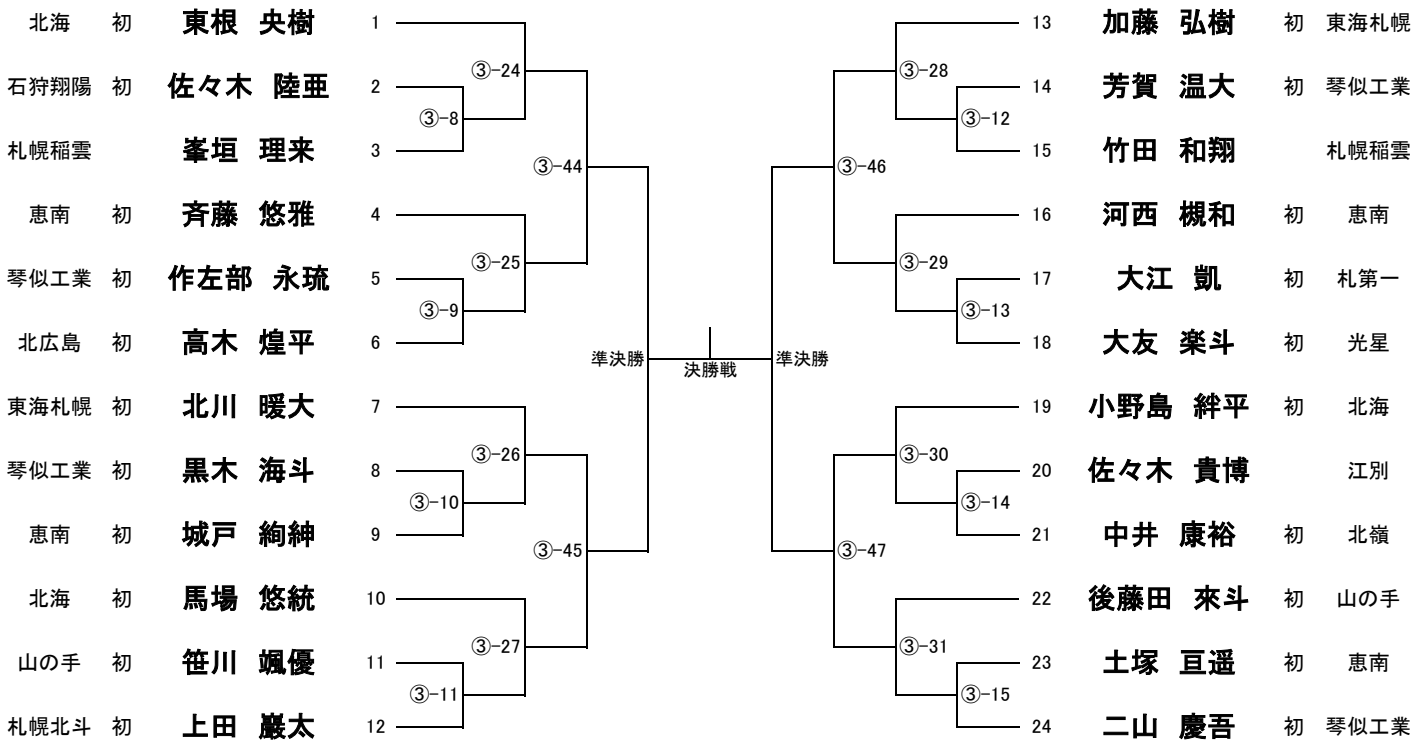 北海 初 東根 央樹 1
石狩翔陽 初 佐々木 陸亜 2
札幌稲雲 峯垣 理来 3
恵南 初 斉藤 悠雅 4
琴似工業 初 作左部 永琉 5
北広島 初 高木 煌平 6
東海札幌 初 北川 暖大 7
琴似工業 初 黒木 海斗 8
恵南 初 城戸 絢紳 9
北海 初 馬場 悠統 10
山の手 初 笹川 颯優 11
札幌北斗 初 上田 巖太 12
③-24
③-8
③-44
③-25
③-9
準決勝
③-26
③-10
③-45
③-27
③-11
決勝戦
準決勝
③-28
③-12
③-46
③-29
③-13
③-30
③-14
③-47
③-31
③-15
13 加藤 弘樹 初 東海札幌
14 芳賀 温大 初 琴似工業
15 竹田 和翔 札幌稲雲
16 河西 槻和 初 恵南
17 大江 凱 初 札第一
18 大友 楽斗 初 光星
19 小野島 絆平 初 北海
20 佐々木 貴博 江別
21 中井 康裕 初 北嶺
22 後藤田 來斗 初 山の手
23 土塚 亘遥 初 恵南
24 二山 慶吾 初 琴似工業